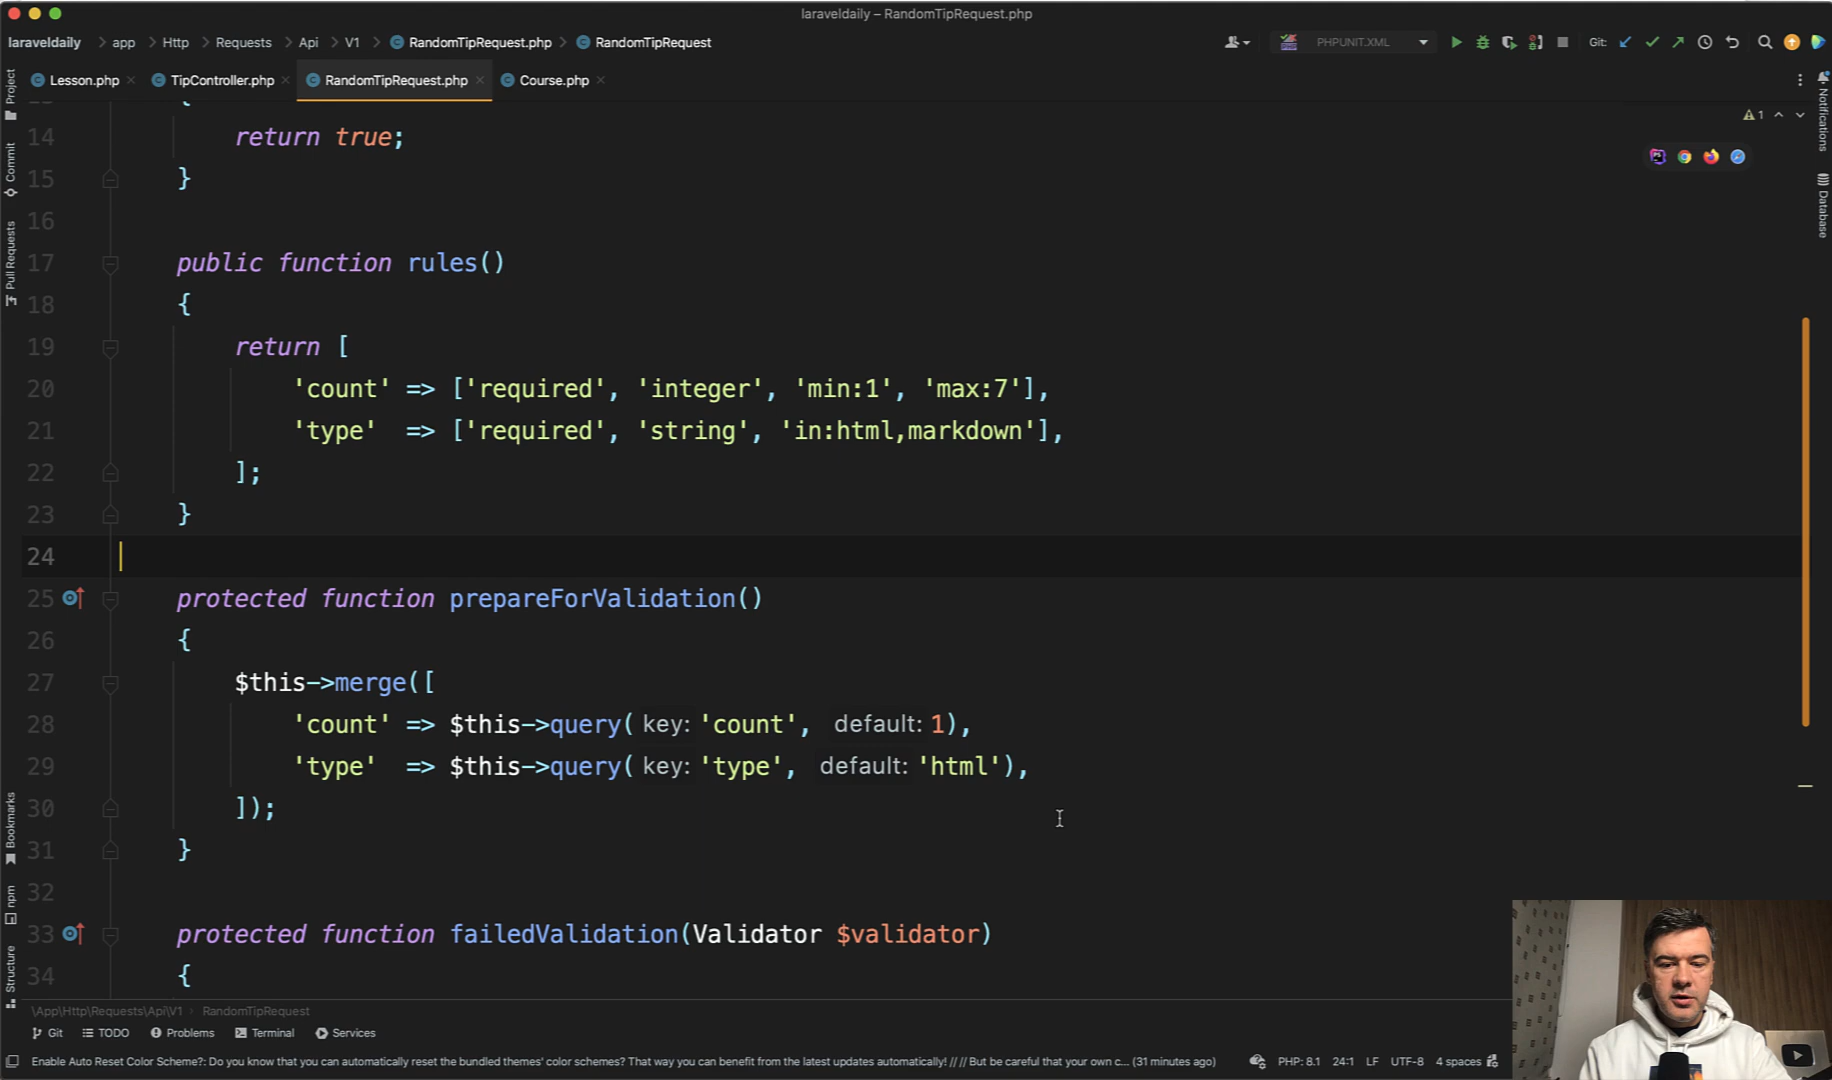 laraveldaily – RandomTipRequest.php
laraveldaily > app > Http > Requests > Api > V1 > RandomTipRequest.php > RandomTipRequest
PHPUNIT.XML
Git:
Lesson.php × TipController.php × RandomTipRequest.php × Course.php ×
Project
Commit
Pull Requests
Bookmarks
npm
Structure
Notifications
Database
1
{
14 return true;
15 }
16
17 public function rules()
18 {
19 return [
20 'count' => ['required', 'integer', 'min:1', 'max:7'],
21 'type' => ['required', 'string', 'in:html,markdown'],
22 ];
23 }
24
25 protected function prepareForValidation()
26 {
27 $this->merge([
28 'count' => $this->query( key: 'count', default: 1),
29 'type' => $this->query( key: 'type', default: 'html'),
30 ]);
31 }
32
33 protected function failedValidation(Validator $validator)
34 {
\App\Http\Requests\Api\V1 > RandomTipRequest
Git TODO Problems Terminal Services
Enable Auto Reset Color Scheme?: Do you know that you can automatically reset the bundled themes' color schemes? That way you can benefit from the latest updates automatically! // // But be careful that your own c... (31 minutes ago)
PHP: 8.1 24:1 LF UTF-8 4 spaces